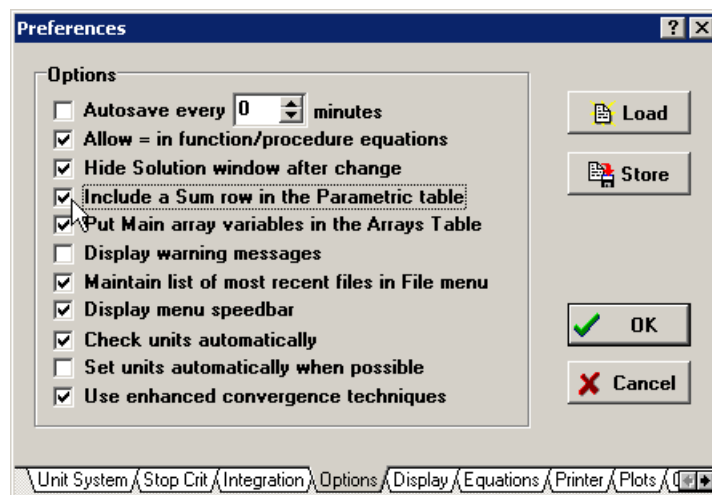 Preferences
Options
Autosave every 0 minutes
Allow = in function/procedure equations
Hide Solution window after change
Include a Sum row in the Parametric table
Put Main array variables in the Arrays Table
Display warning messages
Maintain list of most recent files in File menu
Display menu speedbar
Check units automatically
Set units automatically when possible
Use enhanced convergence techniques
Load
Store
OK
Cancel
Unit System Stop Crit Integration Options Display Equations Printer Plots